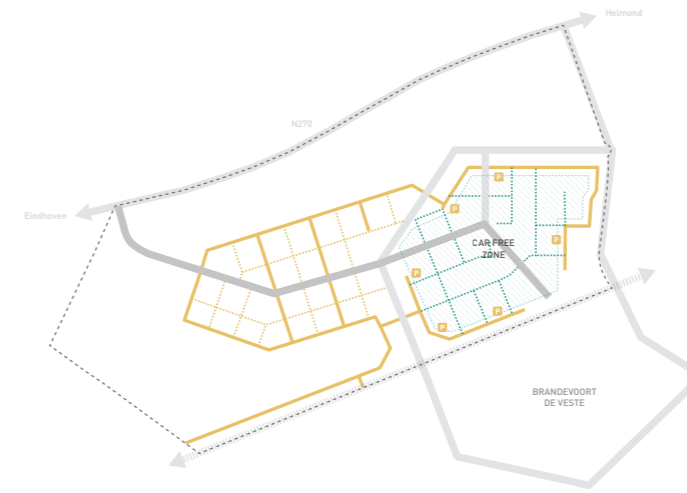 Helmond
N270
P
P
Eindhoven
CAR FREE
ZONE
P
P
P
P
BRANDEVOORT
DE VESTE